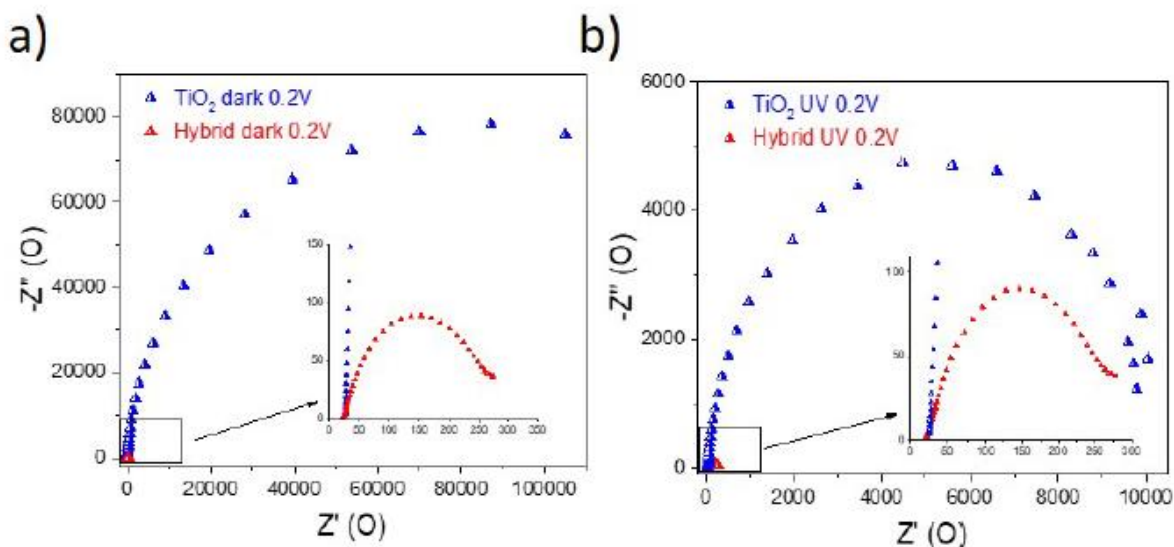 a)
TiO2 dark 0.2V
Hybrid dark 0.2V
80000
60000
40000
20000
0
-Z" (O)
150
100
50
0
0 50 100 150 200 250 300 350
0 20000 40000 60000 80000 100000
Z' (O)
b)
TiO2 UV 0.2V
Hybrid UV 0.2V
6000
4000
2000
0
-Z" (O)
100
50
0
0 50 100 150 200 250 300
0 2000 4000 6000 8000 10000
Z' (O)